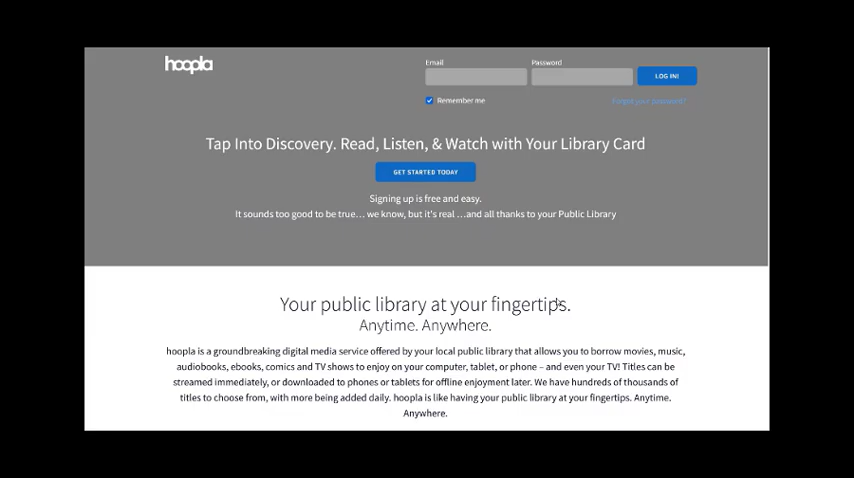 hoopla
Email
Password
LOG IN!
Remember me
Forgot your password?
Tap Into Discovery. Read, Listen, & Watch with Your Library Card
GET STARTED TODAY
Signing up is free and easy.
It sounds too good to be true… we know, but it's real …and all thanks to your Public Library
Your public library at your fingertips.
Anytime. Anywhere.
hoopla is a groundbreaking digital media service offered by your local public library that allows you to borrow movies, music,
audiobooks, ebooks, comics and TV shows to enjoy on your computer, tablet, or phone – and even your TV! Titles can be
streamed immediately, or downloaded to phones or tablets for offline enjoyment later. We have hundreds of thousands of
titles to choose from, with more being added daily. hoopla is like having your public library at your fingertips. Anytime.
Anywhere.